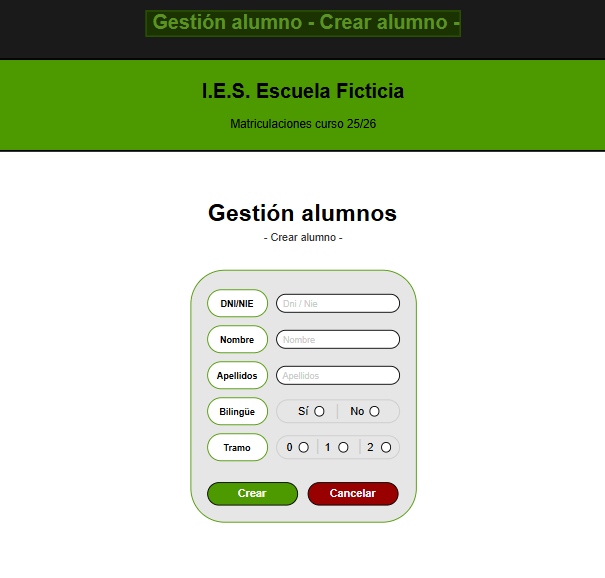 Gestión alumno - Crear alumno -
I.E.S. Escuela Ficticia
Matriculaciones curso 25/26
Gestión alumnos
- Crear alumno -
DNI/NIE Dni / Nie
Nombre Nombre
Apellidos Apellidos
Bilingüe Sí No
Tramo 0 1 2
Crear Cancelar